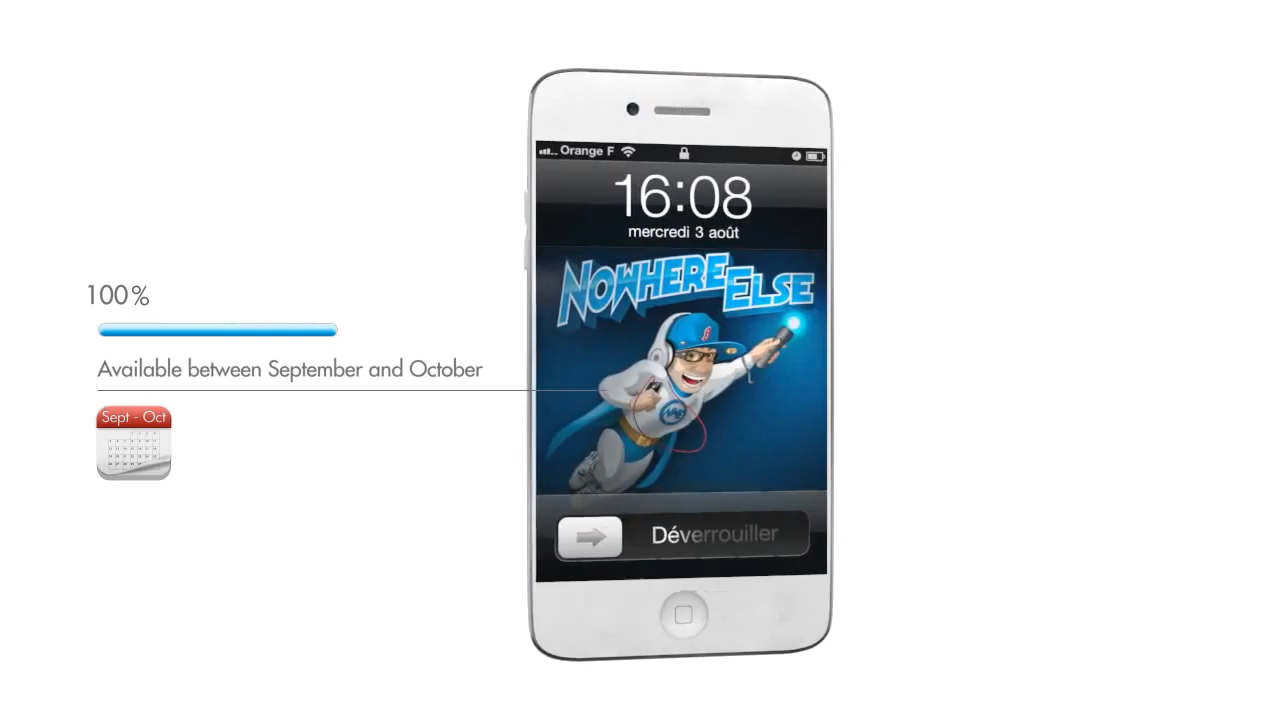 Orange F
16:08
mercredi 3 août
NOWHERE ELSE
100%
Available between September and October
Sept - Oct
Déverrouiller